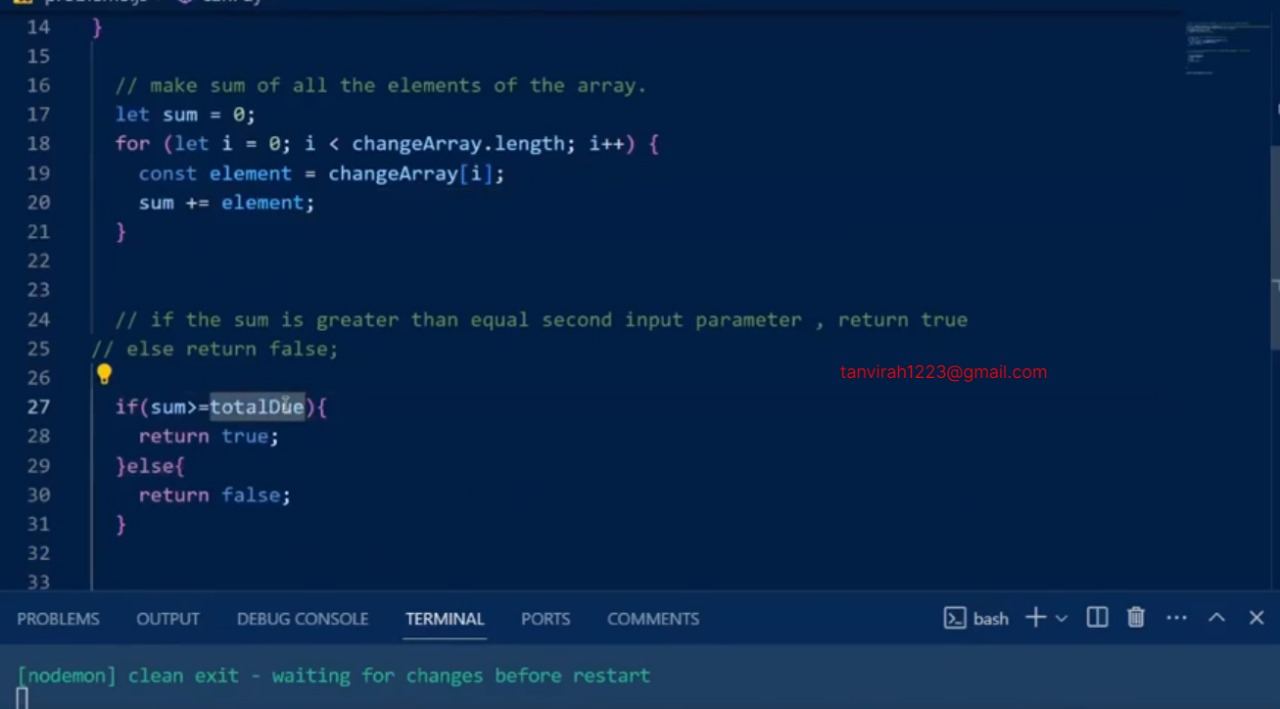 14 }
15
16 // make sum of all the elements of the array.
17 let sum = 0;
18 for (let i = 0; i < changeArray.length; i++) {
19 const element = changeArray[i];
20 sum += element;
21 }
22
23
24 // if the sum is greater than equal second input parameter , return true
25 // else return false;
26
tanvirah1223@gmail.com
27 if(sum>=totalDue){
28 return true;
29 }else{
30 return false;
31 }
32
33
PROBLEMS OUTPUT DEBUG CONSOLE TERMINAL PORTS COMMENTS bash
[nodemon] clean exit - waiting for changes before restart